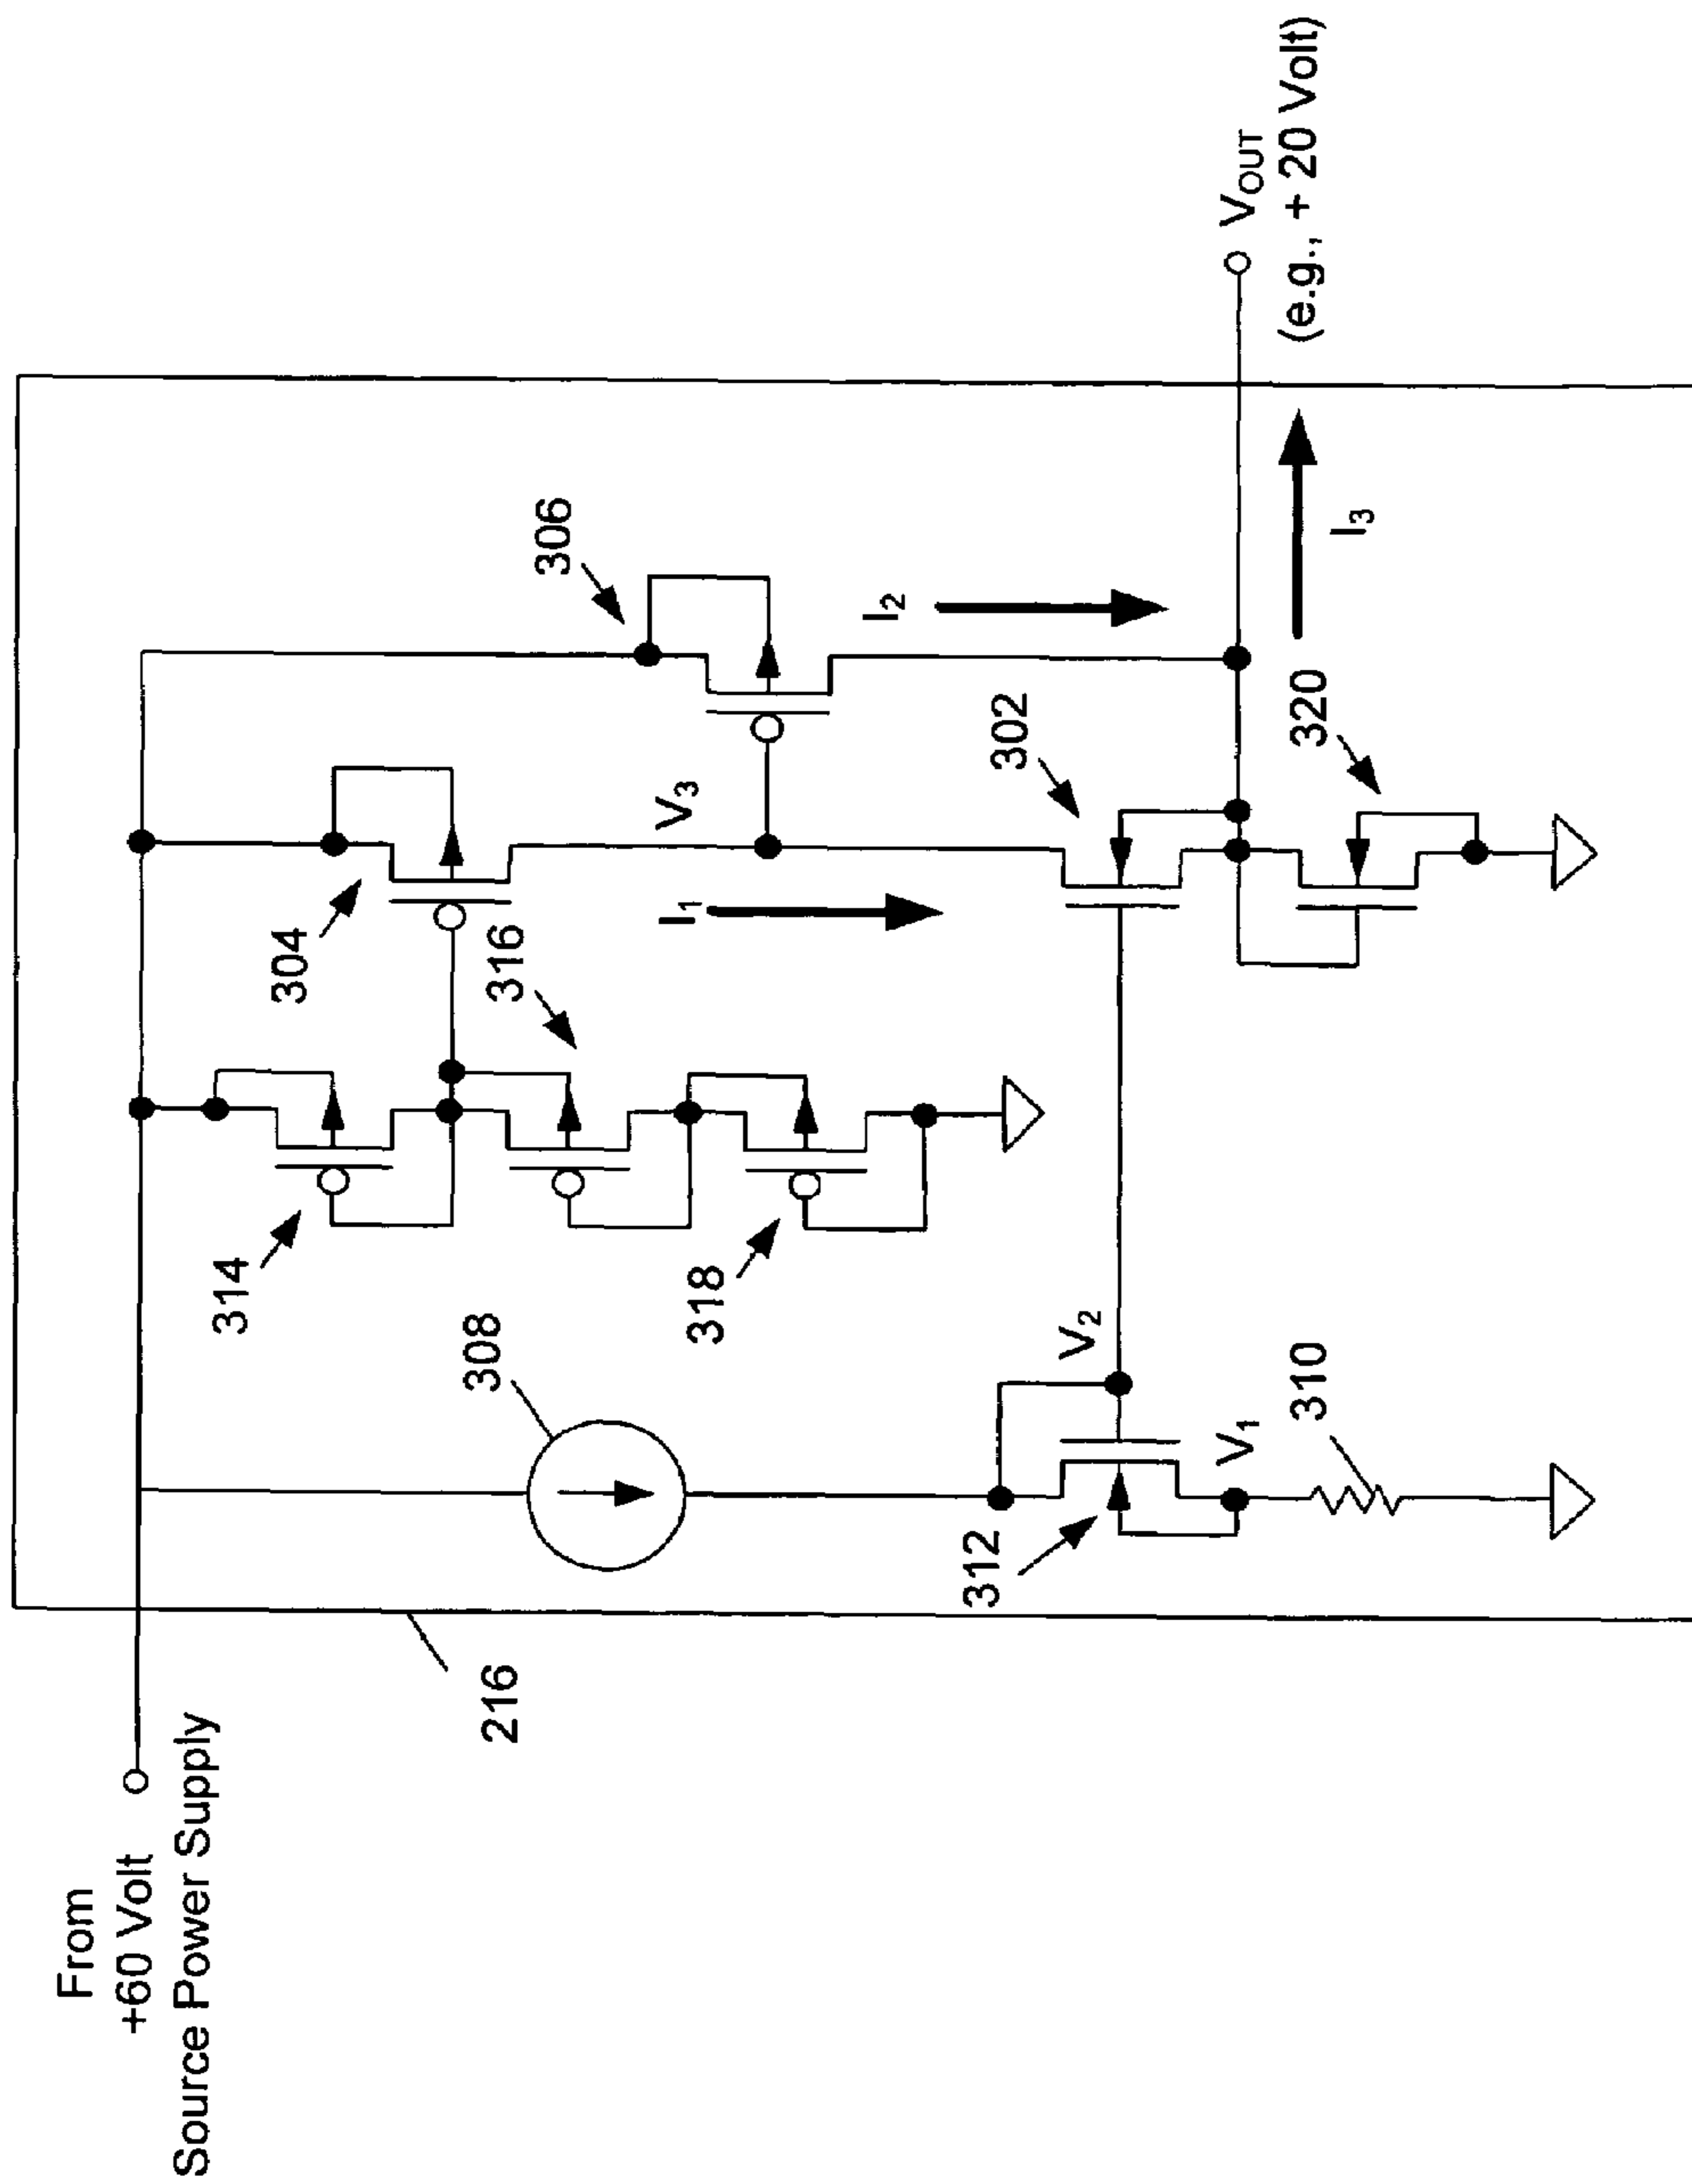 From
+60 Volt
Source Power Supply
216
314
304
306
308
316
318
V3
I1
I2
302
312
V2
V1
310
320
I3
VOUT
(e.g., + 20 Volt)